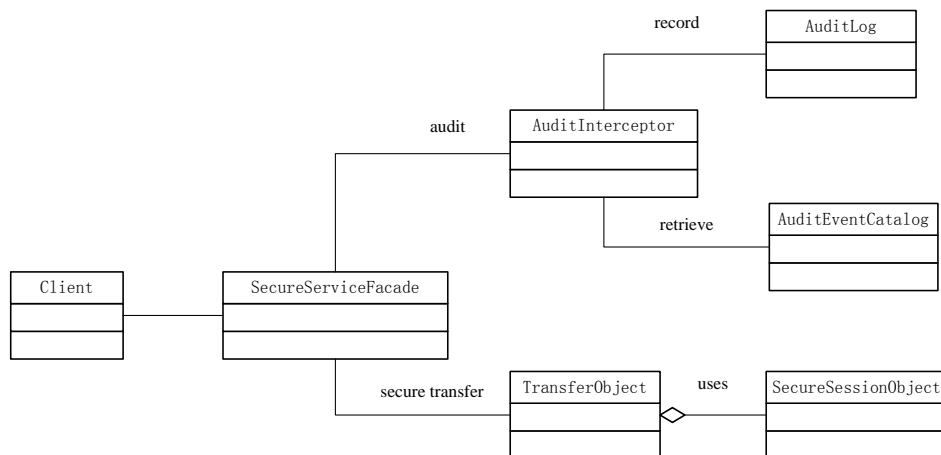 record
AuditLog
audit
AuditInterceptor
retrieve
AuditEventCatalog
Client
SecureServiceFacade
secure transfer
TransferObject
uses
SecureSessionObject